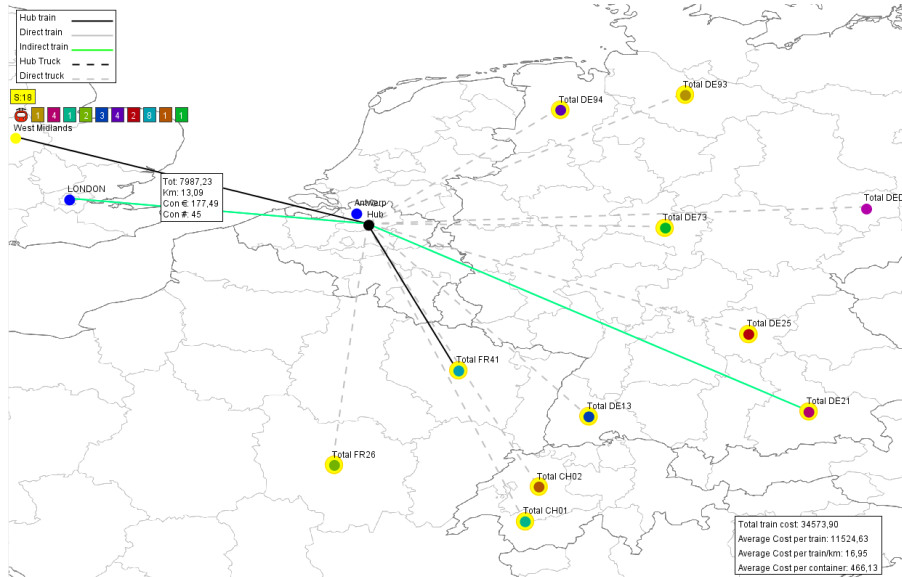 Hub train
Direct train
Indirect train
Hub Truck
Direct truck
S:18
1 4 1 2 3 4 2 8 1 1
West Midlands
LONDON
Tot: 7987,23
Km: 13,09
Con €: 177,49
Con #: 45
Antwerp
Hub
Total DE94
Total DE93
Total DE73
Total DED
Total DE25
Total FR41
Total DE21
Total DE13
Total FR26
Total CH02
Total CH01
Total train cost: 34573,90
Average Cost per train: 11524,63
Average Cost per train/km: 16,95
Average Cost per container: 466,13